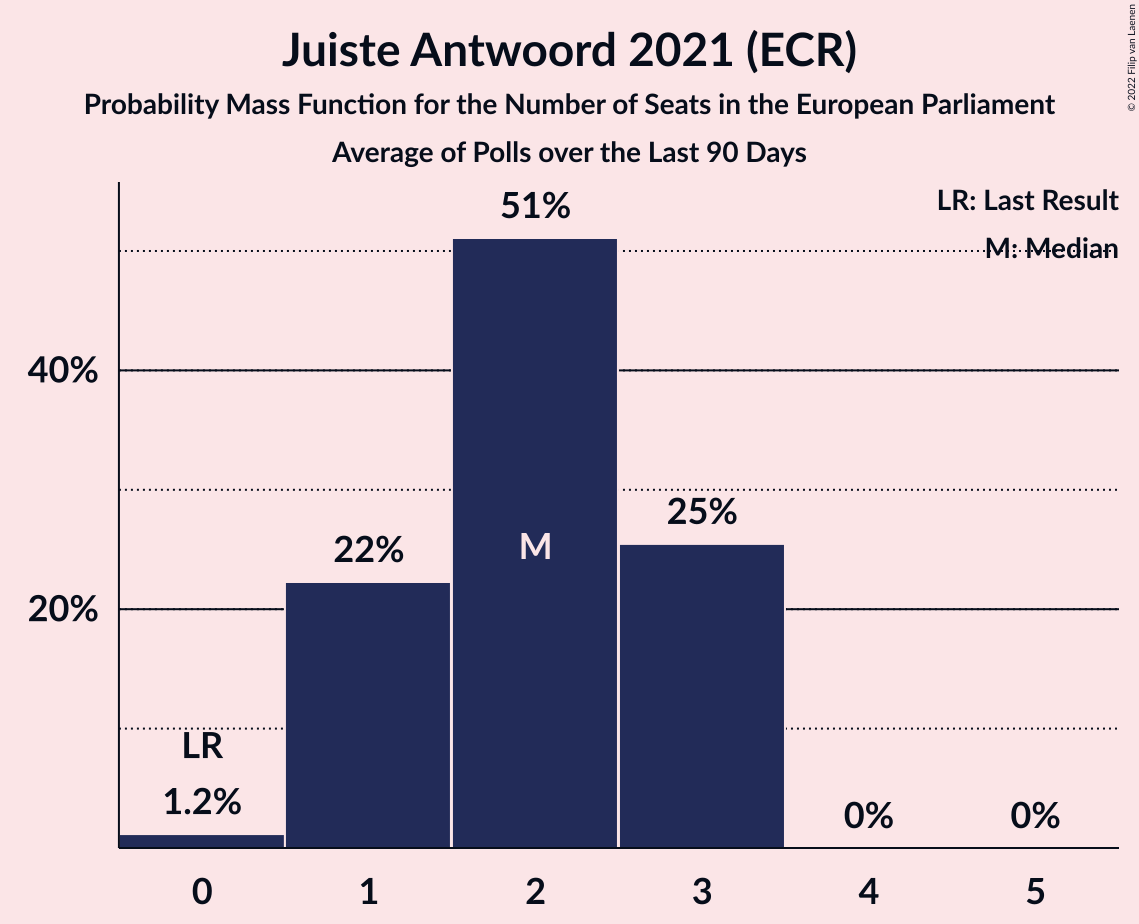 Juiste Antwoord 2021 (ECR)
Probability Mass Function for the Number of Seats in the European Parliament
Average of Polls over the Last 90 Days
© 2022 Filip van Laenen
LR: Last Result
M: Median
51%
40%
25%
22%
M
20%
LR
1.2%
0%
0%
0 1 2 3 4 5